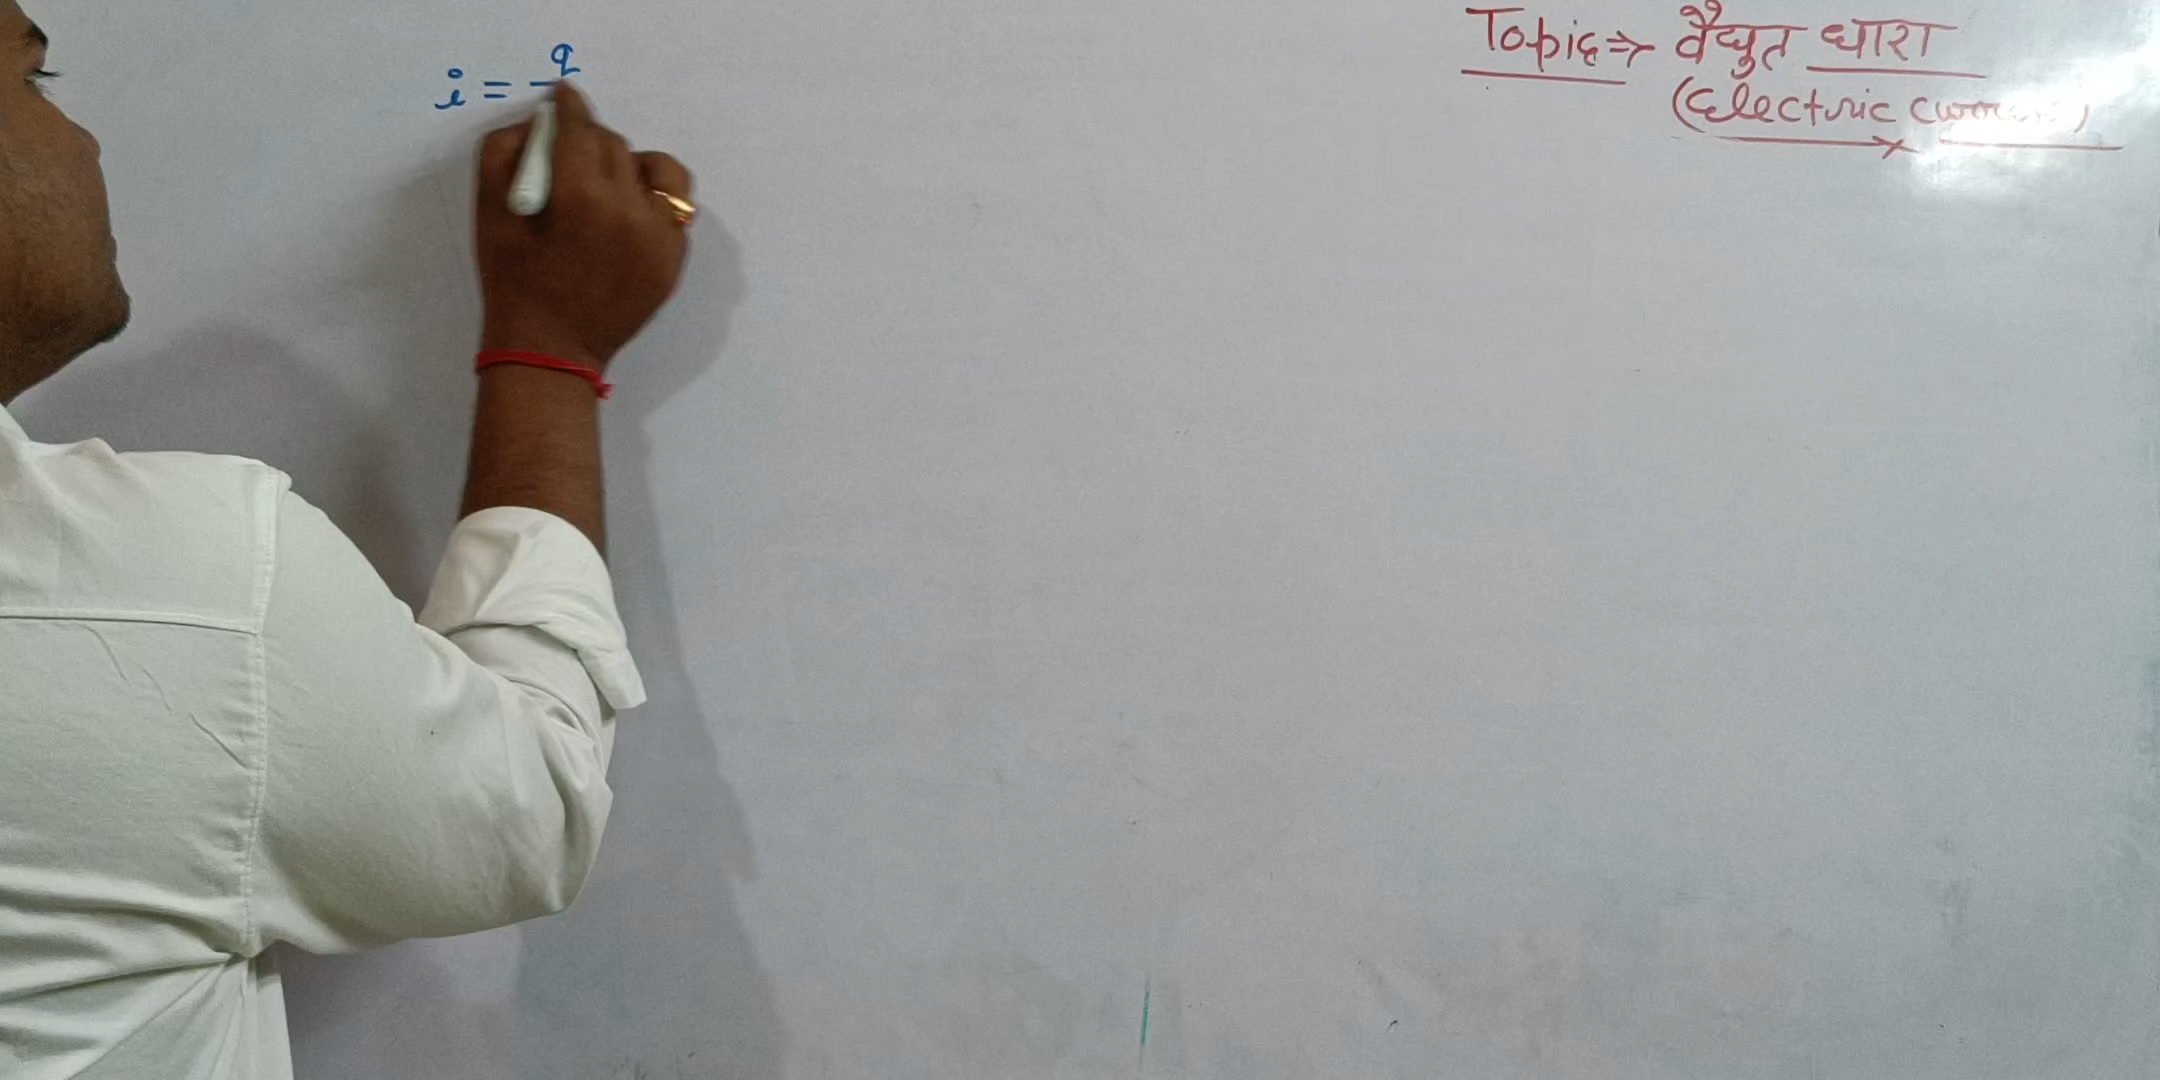 i = q
Topic ⇒ वैद्युत धारा
(Electric current)